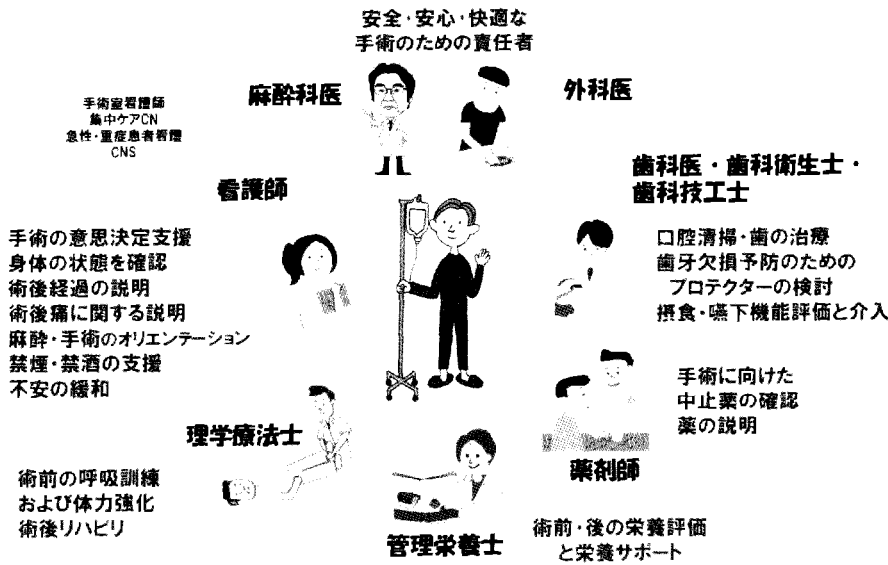 安全・安心・快適な
手術のための責任者
麻酔科医
外科医
手術室看護師
集中ケアCN
急性・重症患者看護
CNS
看護師
手術の意思決定支援
身体の状態を確認
術後経過の説明
術後痛に関する説明
麻酔・手術のオリエンテーション
禁煙・禁酒の支援
不安の緩和
歯科医・歯科衛生士・
歯科技工士
口腔清掃・歯の治療
歯牙欠損予防のための
プロテクターの検討
摂食・嚥下機能評価と介入
手術に向けた
中止薬の確認
薬の説明
薬剤師
理学療法士
術前の呼吸訓練
および体力強化
術後リハビリ
管理栄養士
術前・後の栄養評価
と栄養サポート